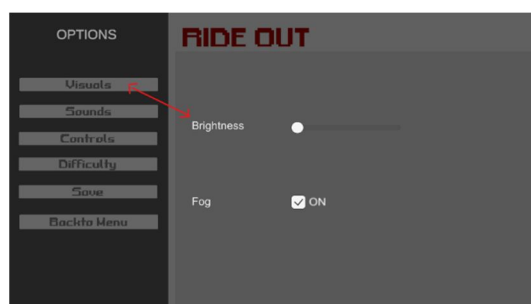 OPTIONS
RIDE OUT
Visuals
Sounds
Controls
Difficulty
Save
Backto Menu
Brightness
Fog
ON